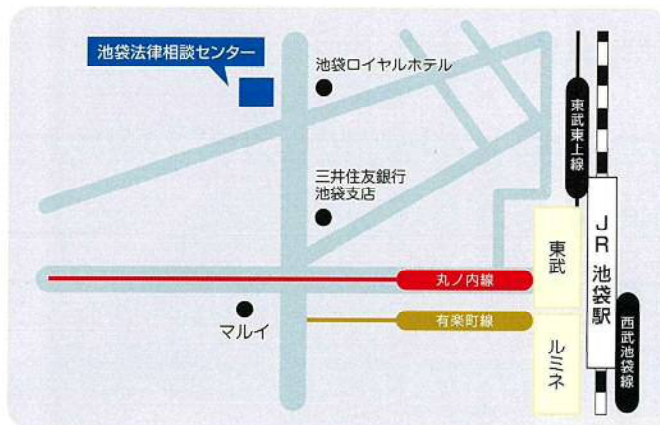 池袋法律相談センター
池袋ロイヤルホテル
東武東上線
三井住友銀行
池袋支店
JR 池袋駅
東武
丸ノ内線
マルイ
有楽町線
ルミネ
西武池袋線